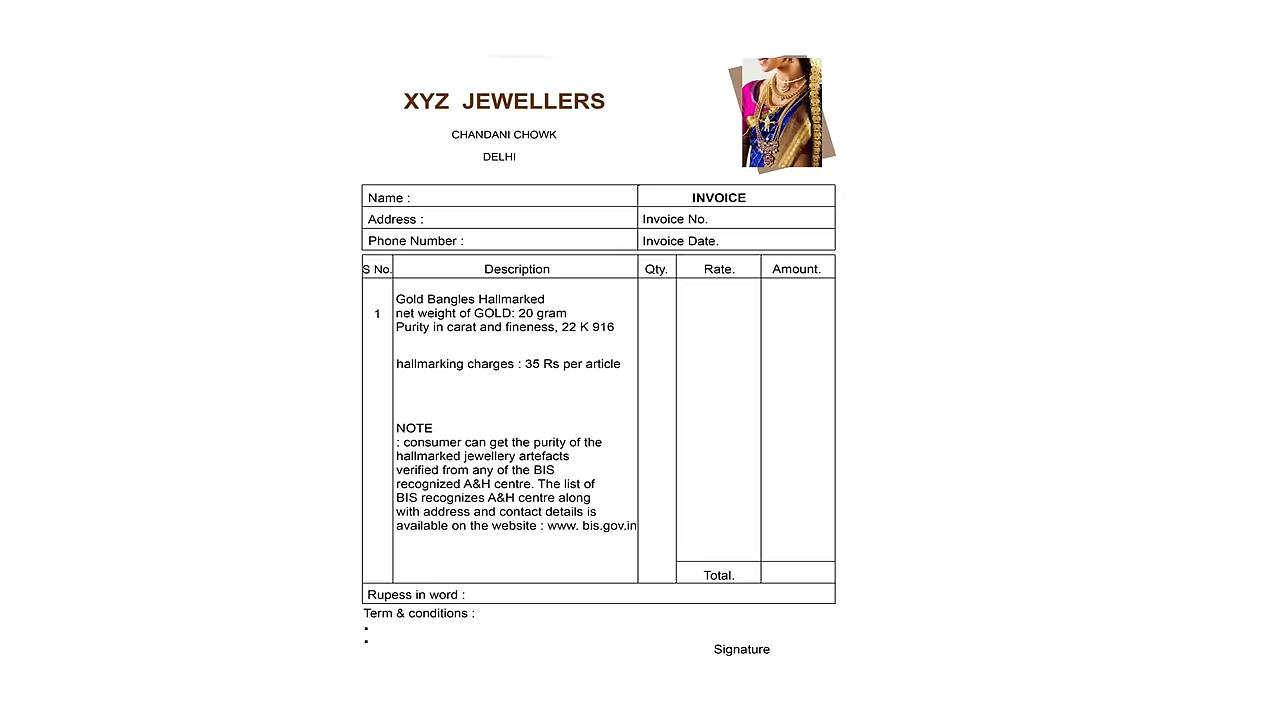 XYZ JEWELLERS
CHANDANI CHOWK
DELHI
Name :
INVOICE
Address :
Invoice No.
Phone Number :
Invoice Date.
S No.
Description
Qty.
Rate.
Amount.
1
Gold Bangles Hallmarked
net weight of GOLD: 20 gram
Purity in carat and fineness, 22 K 916
hallmarking charges : 35 Rs per article
NOTE
: consumer can get the purity of the
hallmarked jewellery artefacts
verified from any of the BIS
recognized A&H centre. The list of
BIS recognizes A&H centre along
with address and contact details is
available on the website : www. bis.gov.in
Total.
Rupess in word :
Term & conditions :
Signature